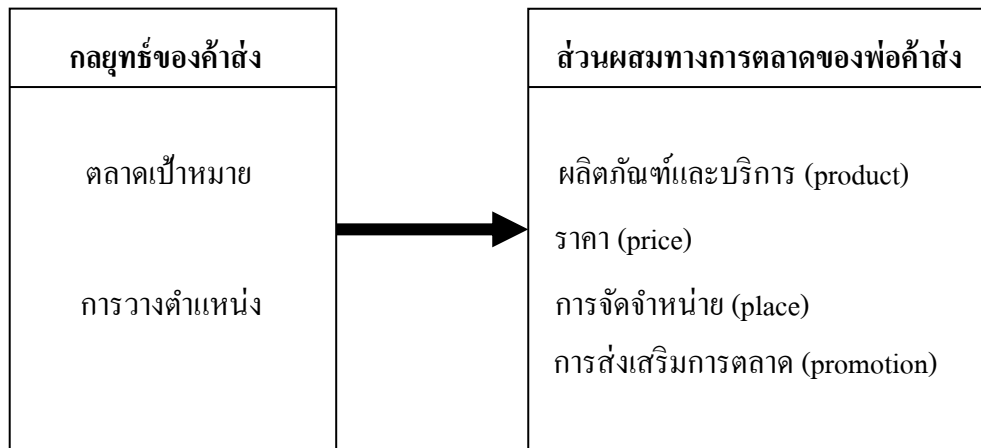 กลยุทธ์ของค้าส่ง
ตลาดเป้าหมาย
การวางตำแหน่ง
ส่วนผสมทางการตลาดของพ่อค้าส่ง
ผลิตภัณฑ์และบริการ (product)
ราคา (price)
การจัดจำหน่าย (place)
การส่งเสริมการตลาด (promotion)